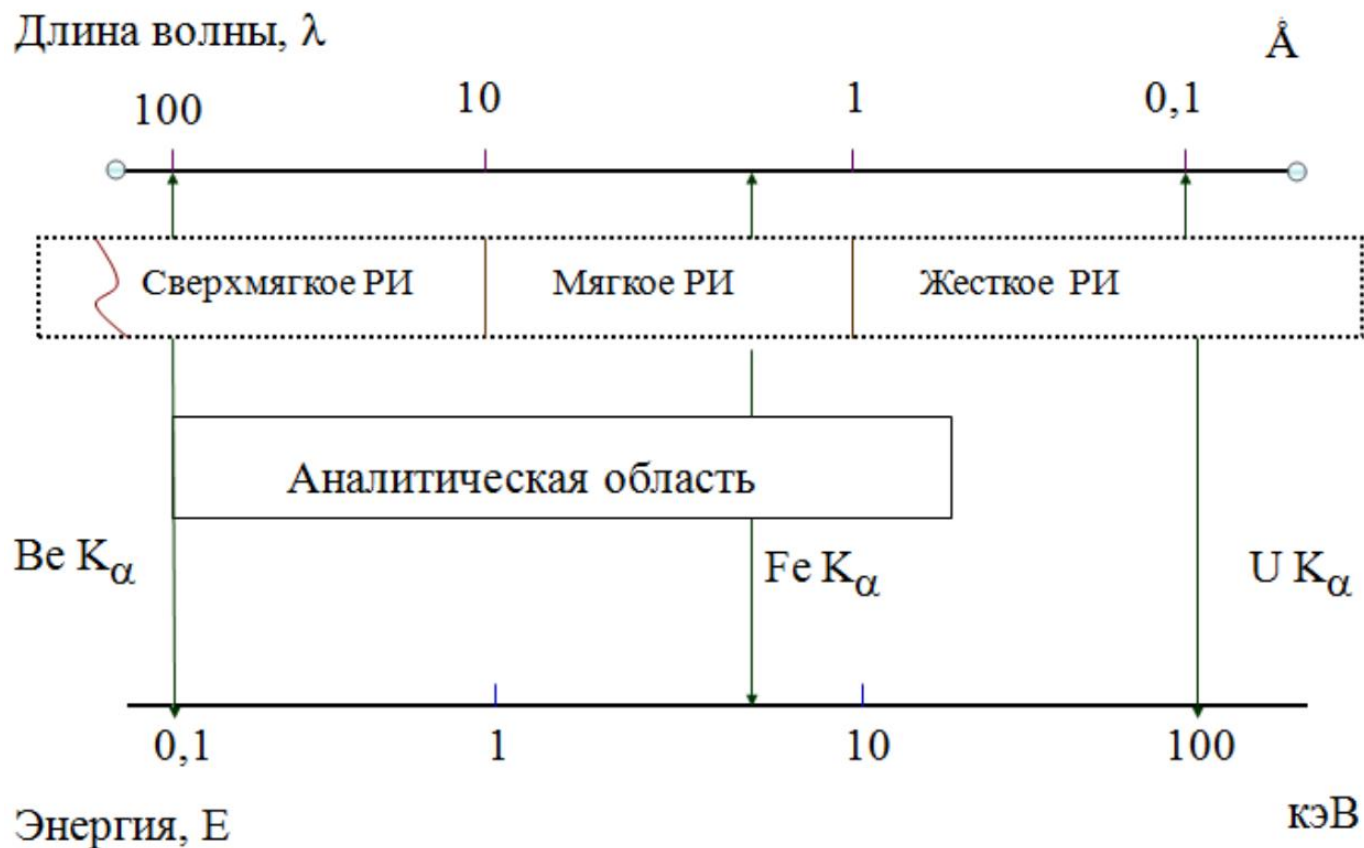 Длина волны, λ
Å
100 10 1 0,1
Сверхмягкое РИ Мягкое РИ Жесткое РИ
Аналитическая область
Be Kα Fe Kα U Kα
0,1 1 10 100
Энергия, E
кэВ